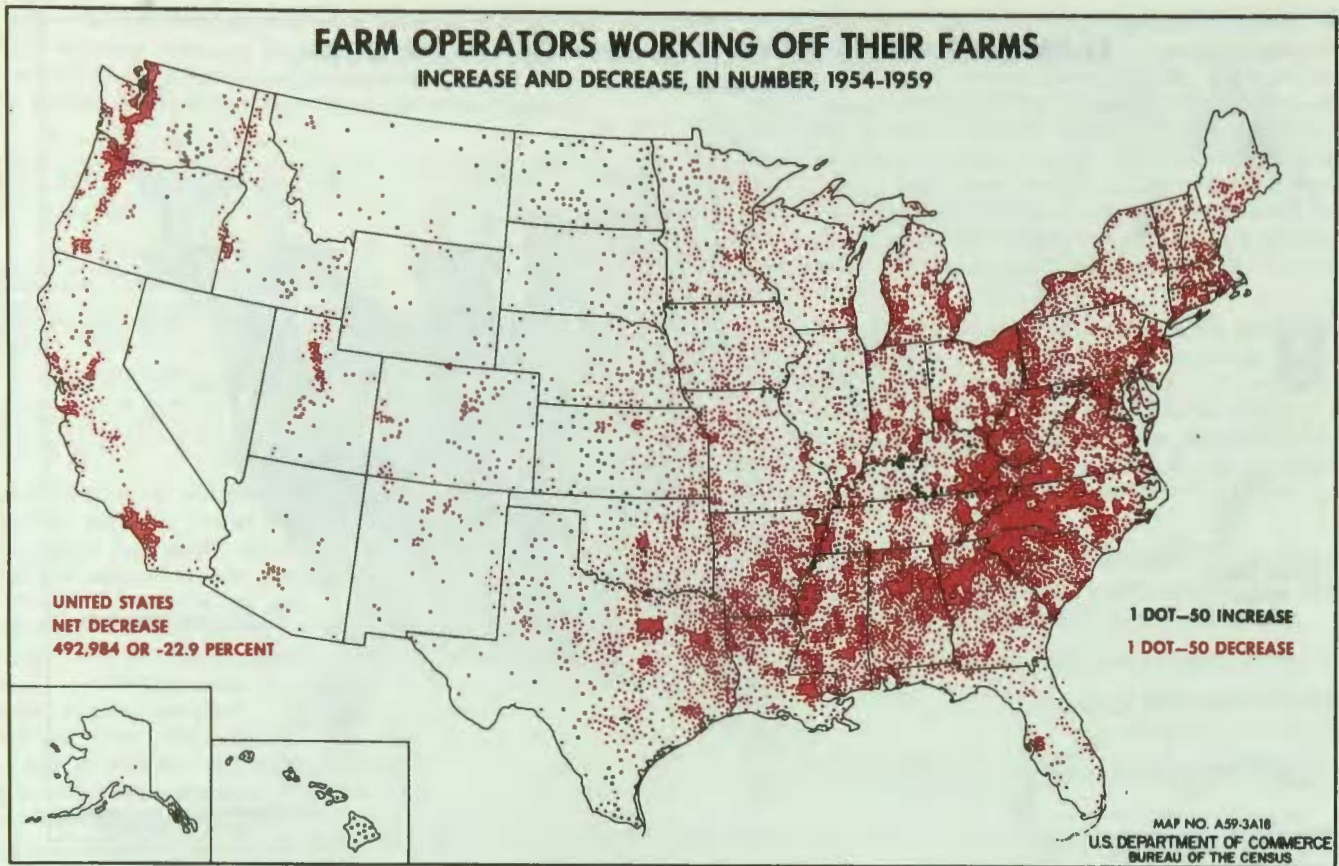 FARM OPERATORS WORKING OFF THEIR FARMS
INCREASE AND DECREASE, IN NUMBER, 1954-1959
UNITED STATES
NET DECREASE
492,984 OR -22.9 PERCENT
1 DOT—50 INCREASE
1 DOT—50 DECREASE
MAP NO. A59-3A18
U.S. DEPARTMENT OF COMMERCE
BUREAU OF THE CENSUS